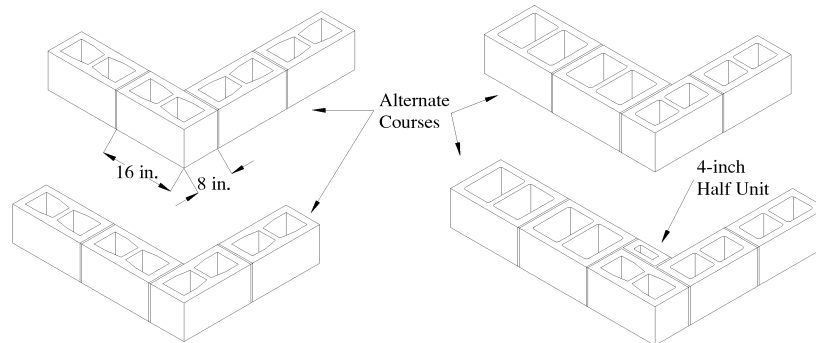 Alternate
Courses
16 in.
8 in.
4-inch
Half Unit